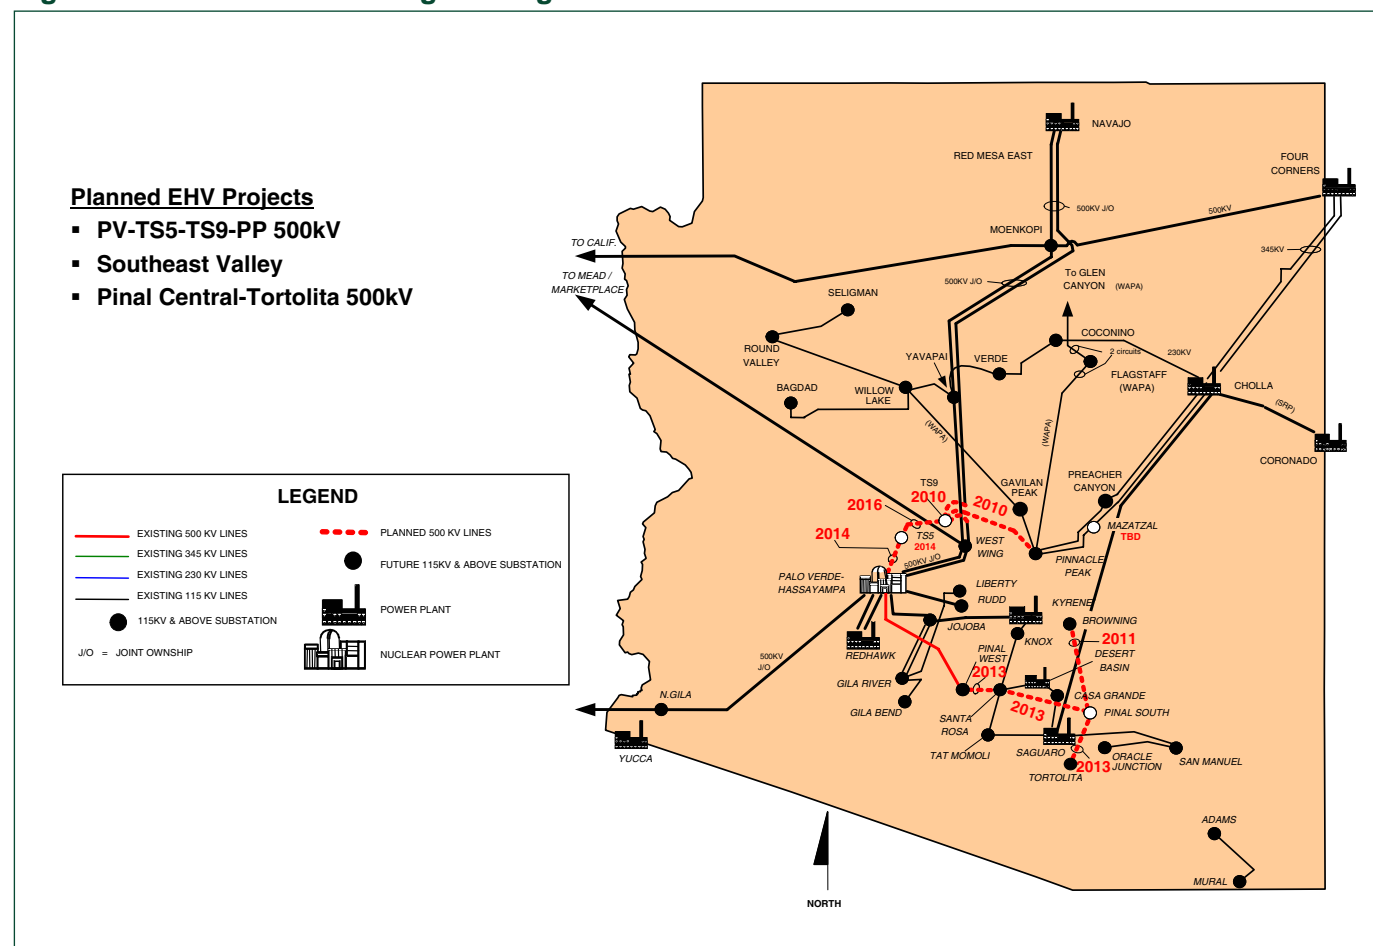 Planned EHV Projects
▪ PV-TS5-TS9-PP 500kV
▪ Southeast Valley
▪ Pinal Central-Tortolita 500kV
NAVAJO
RED MESA EAST
FOUR
CORNERS
500KV J/O
500KV
MOENKOPI
TO CALIF.
345KV
TO MEAD /
MARKETPLACE
500KV J/O
To GLEN
CANYON (WAPA)
SELIGMAN
COCONINO
ROUND
VALLEY
YAVAPAI
VERDE
2 circuits
230KV
FLAGSTAFF
(WAPA)
BAGDAD
WILLOW
LAKE
CHOLLA
(SRP)
(WAPA)
(WAPA)
CORONADO
PREACHER
CANYON
GAVILAN
PEAK
TS9
2010
2010
2016
TS5
2014
2014
MAZATZAL
TBD
WEST
WING
PINNACLE
PEAK
500KV J/O
PALO VERDE-
HASSAYAMPA
LIBERTY
RUDD
KYRENE
BROWNING
JOJOBA
KNOX
2011
REDHAWK
DESERT
BASIN
PINAL
WEST
2013
500KV
J/O
GILA RIVER
CASA GRANDE
N.GILA
GILA BEND
SANTA
ROSA
2013
PINAL SOUTH
YUCCA
TAT MOMOLI
SAGUARO
ORACLE
JUNCTION
SAN MANUEL
2013
TORTOLITA
ADAMS
MURAL
NORTH
LEGEND
EXISTING 500 KV LINES
EXISTING 345 KV LINES
EXISTING 230 KV LINES
EXISTING 115 KV LINES
115KV & ABOVE SUBSTATION
J/O = JOINT OWNSHIP
PLANNED 500 KV LINES
FUTURE 115KV & ABOVE SUBSTATION
POWER PLANT
NUCLEAR POWER PLANT